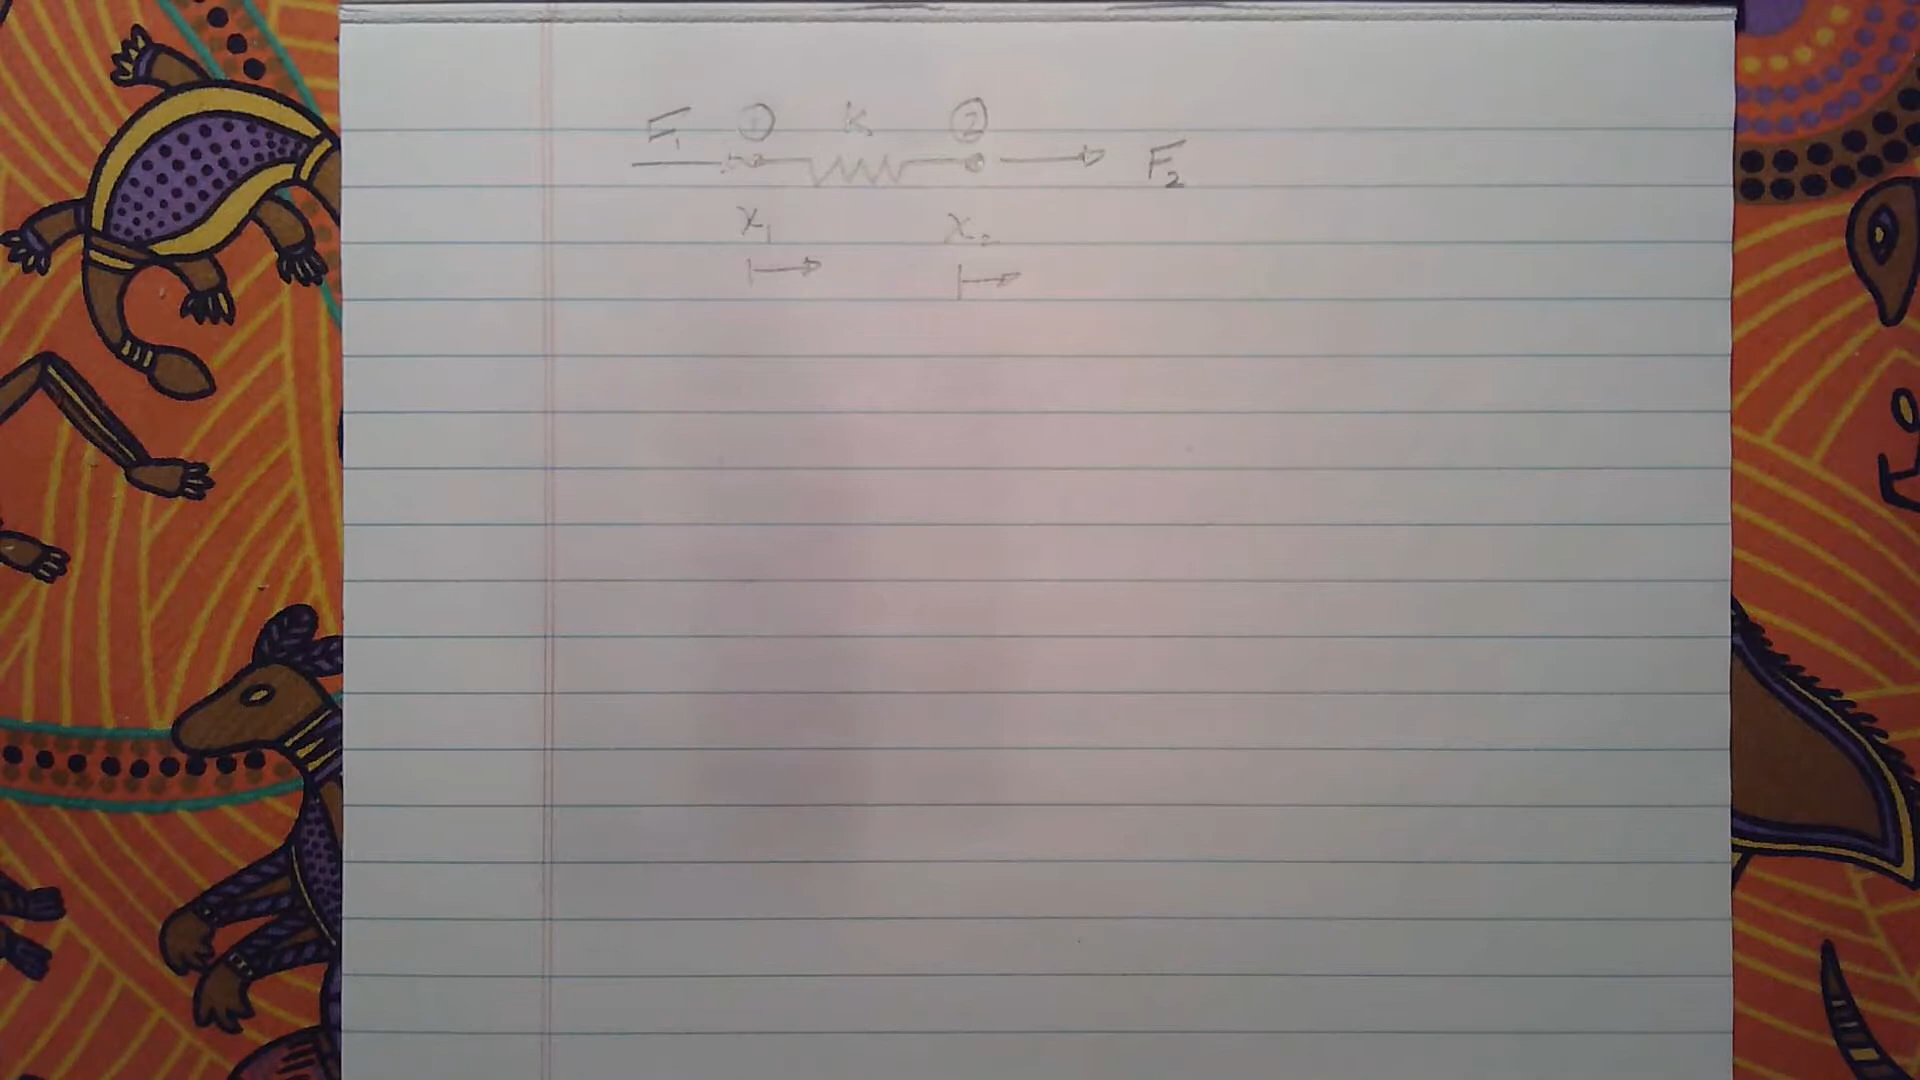 F₁ ① K ② F₂
x₁ x₂